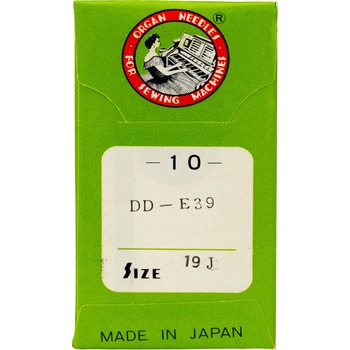 ORGAN NEEDLES
FOR SEWING MACHINES
®
- 10 -
DD - E39
SIZE 19 J
MADE IN JAPAN